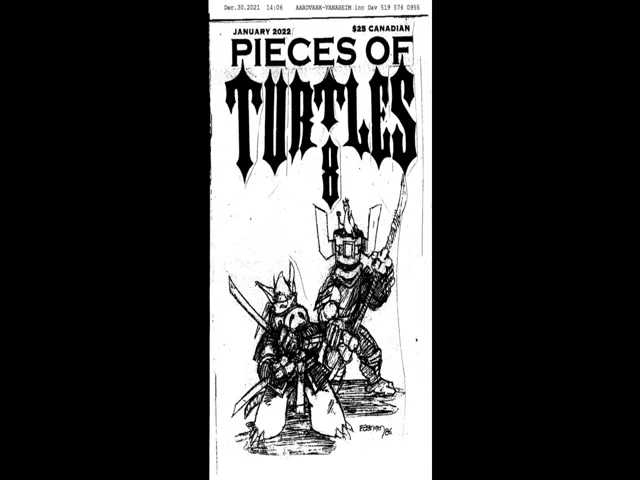 Dec.30.2021 14:06 AARDVARK-VANAHEIM inc Dav 519 576 0955
JANUARY 2022 $25 CANADIAN
PIECES OF
TURTLES
8